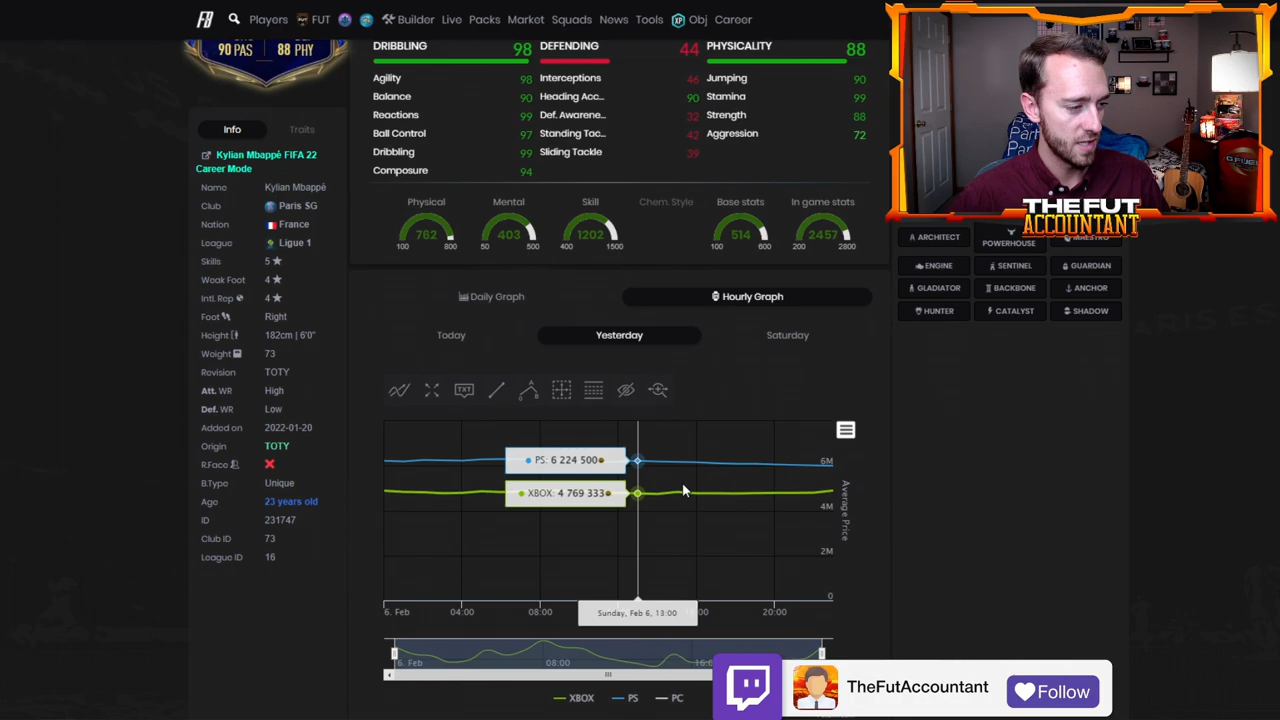 FB Players FUT Builder Live Packs Market Squads News Tools XP Obj Career
90 PAS 88 PHY
DRIBBLING 98 DEFENDING 44 PHYSICALITY 88
Agility 98 Interceptions 46 Jumping 90
Balance 90 Heading Acc... 90 Stamina 99
Reactions 99 Def. Awarene... 32 Strength 88
Ball Control 97 Standing Tac... 42 Aggression 72
Dribbling 99 Sliding Tackle 39
Composure 94
Info Traits
Kylian Mbappé FIFA 22
Career Mode
Name Kylian Mbappé
Club Paris SG
Nation France
League Ligue 1
Skills 5★
Weak Foot 4★
Intl. Rep 4★
Foot Right
Height 182cm | 6'0"
Weight 73
Revision TOTY
Att. WR High
Def. WR Low
Added on 2022-01-20
Origin TOTY
R.Face
B.Type Unique
Age 23 years old
ID 231747
Club ID 73
League ID 16
Physical Mental Skill Chem. Style Base stats In game stats
762 403 1202 514 2457
100 800 50 500 400 1500 100 600 200 2800
Daily Graph Hourly Graph
Today Yesterday Saturday
TXT
PS: 6 224 500
XBOX: 4 769 333
6M
4M
2M
0
Average Price
6. Feb 04:00 08:00 20:00
Sunday, Feb 6, 13:00
6. Feb 08:00
XBOX PS PC
THE FUT
ACCOUNTANT
ARCHITECT POWERHOUSE MAESTRO
ENGINE SENTINEL GUARDIAN
GLADIATOR BACKBONE ANCHOR
HUNTER CATALYST SHADOW
TheFutAccountant Follow